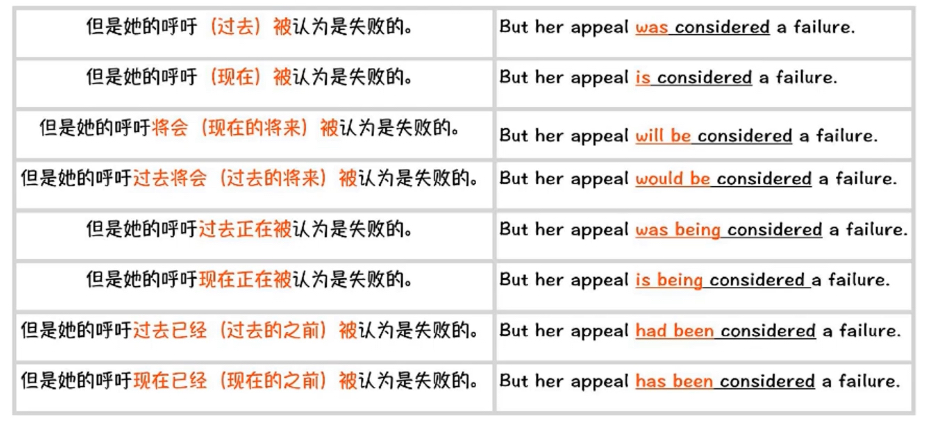 但是她的呼吁（过去）被认为是失败的。 But her appeal was considered a failure.
但是她的呼吁（现在）被认为是失败的。 But her appeal is considered a failure.
但是她的呼吁将会（现在的将来）被认为是失败的。 But her appeal will be considered a failure.
但是她的呼吁过去将会（过去的将来）被认为是失败的。 But her appeal would be considered a failure.
但是她的呼吁过去正在被认为是失败的。 But her appeal was being considered a failure.
但是她的呼吁现在正在被认为是失败的。 But her appeal is being considered a failure.
但是她的呼吁过去已经（过去的之前）被认为是失败的。 But her appeal had been considered a failure.
但是她的呼吁现在已经（现在的之前）被认为是失败的。 But her appeal has been considered a failure.